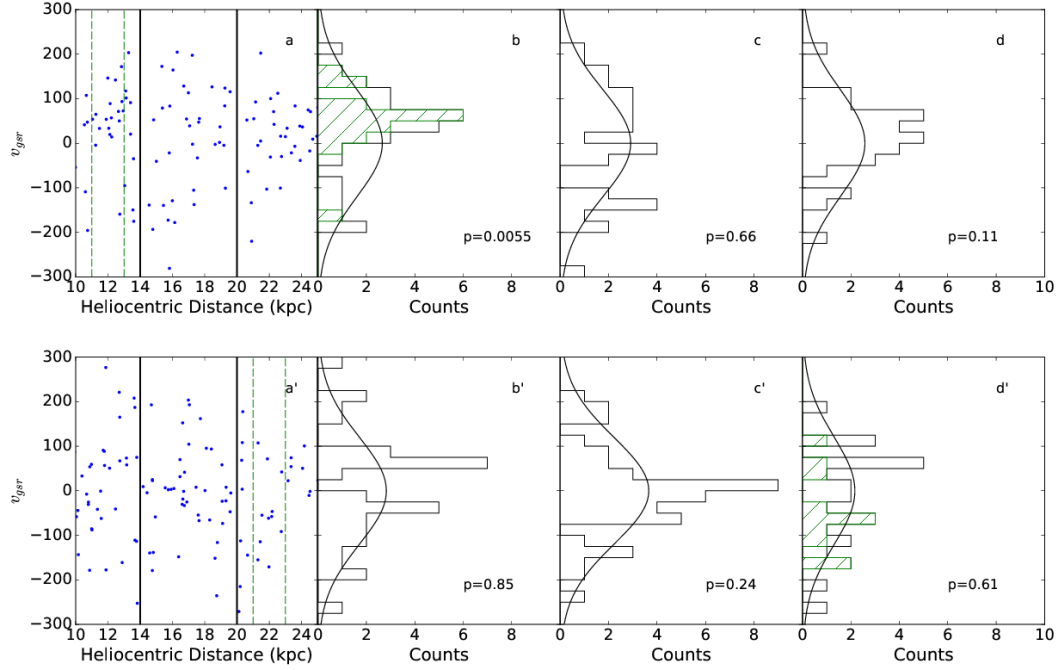 300
200
100
0
−100
−200
−300
v_gsr
a
b
c
d
p=0.0055
p=0.66
p=0.11
10 12 14 16 18 20 22 24 0 2 4 6 8 0 2 4 6 8 0 2 4 6 8 10
Heliocentric Distance (kpc) Counts Counts Counts
300
200
100
0
−100
−200
−300
v_gsr
a'
b'
c'
d'
p=0.85
p=0.24
p=0.61
10 12 14 16 18 20 22 24 0 2 4 6 8 0 2 4 6 8 0 2 4 6 8 10
Heliocentric Distance (kpc) Counts Counts Counts